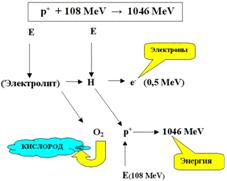 p⁺ + 108 MeV → 1046 MeV
E E
Электроны
(Электролит) → H → e⁻ (0,5 MeV)
КИСЛОРОД
O₂ p⁺ → 1046 MeV
Энергия
E(108 MeV)